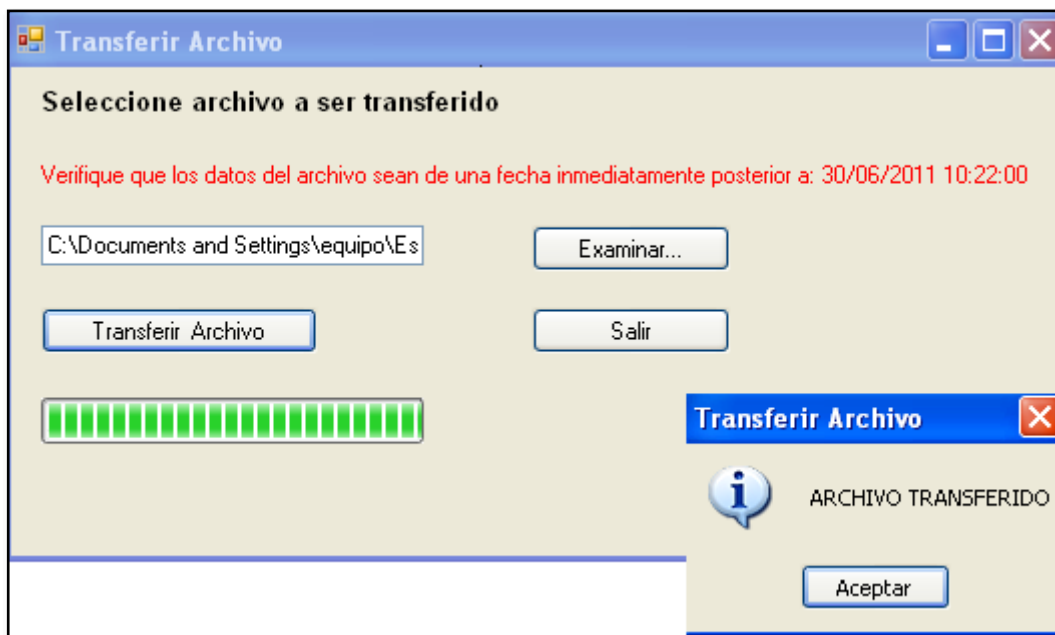 Transferir Archivo
Seleccione archivo a ser transferido
Verifique que los datos del archivo sean de una fecha inmediatamente posterior a: 30/06/2011 10:22:00
C:\Documents and Settings\equipo\Es
Examinar...
Transferir Archivo
Salir
Transferir Archivo
ARCHIVO TRANSFERIDO
Aceptar